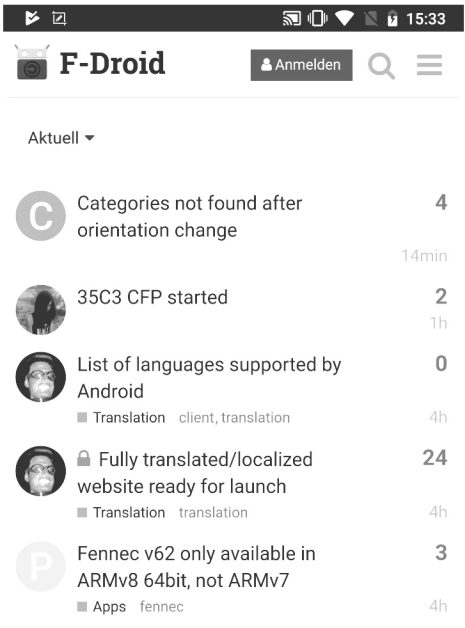 15:33
F-Droid
Anmelden
Aktuell
C
Categories not found after
orientation change
4
14min
35C3 CFP started
2
1h
List of languages supported by
Android
0
Translation client, translation
4h
Fully translated/localized
website ready for launch
24
Translation translation
4h
P
Fennec v62 only available in
ARMv8 64bit, not ARMv7
3
Apps fennec
4h